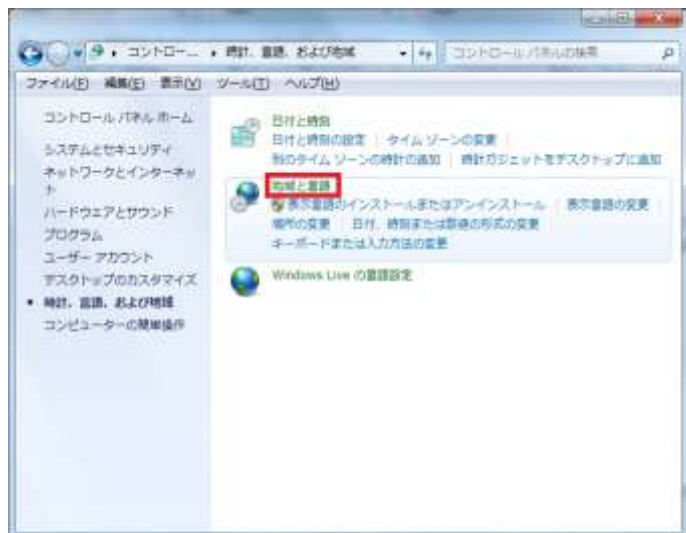 コントロー... 時計、言語、および地域 コントロール パネルの検索
ファイル(F) 編集(E) 表示(V) ツール(T) ヘルプ(H)
コントロール パネル ホーム
システムとセキュリティ
ネットワークとインターネッ
ト
ハードウェアとサウンド
プログラム
ユーザー アカウント
デスクトップのカスタマイズ
時計、言語、および地域
コンピューターの簡単操作
日付と時刻
日付と時刻の設定 タイム ゾーンの変更
別のタイム ゾーンの時計の追加 時計ガジェットをデスクトップに追加
地域と言語
表示言語のインストールまたはアンインストール 表示言語の変更
場所の変更 日付、時刻または数値の形式の変更
キーボードまたは入力方法の変更
Windows Live の言語設定